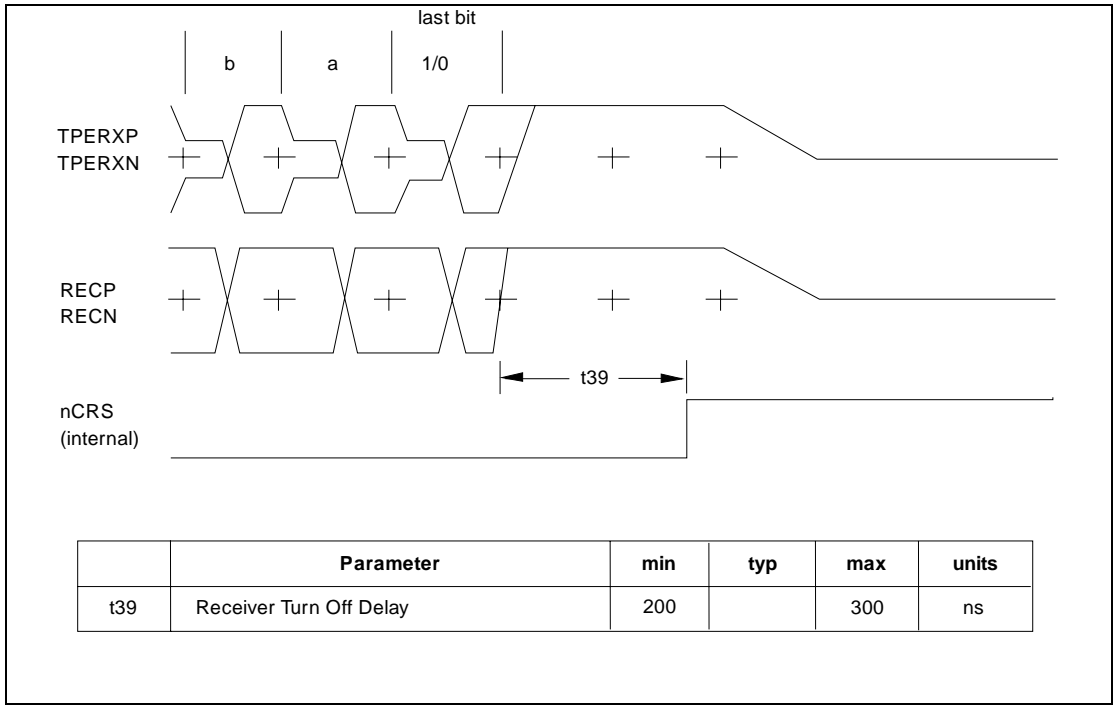 last bit
b a 1/0
TPERXP
TPERXN
RECP
RECN
t39
nCRS
(internal)
Parameter min typ max units
t39 Receiver Turn Off Delay 200 300 ns